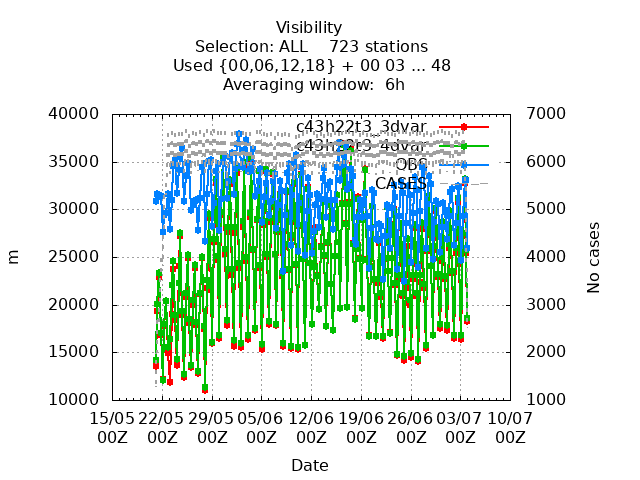 Visibility
Selection: ALL    723 stations
Used {00,06,12,18} + 00 03 ... 48
Averaging window:  6h
40000
35000
30000
25000
20000
15000
10000
7000
6000
5000
4000
3000
2000
1000
c43h22t3_3dvar
c43h22t3_4dvar
OBS
CASES
m
No cases
15/05 22/05 29/05 05/06 12/06 19/06 26/06 03/07 10/07
00Z 00Z 00Z 00Z 00Z 00Z 00Z 00Z 00Z
Date